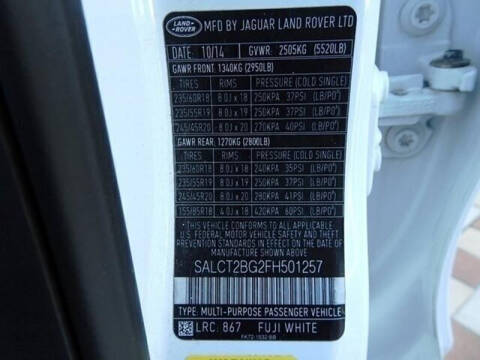 LAND ROVER
MFD BY JAGUAR LAND ROVER LTD
DATE: 10/14 GVWR: 2505KG (5520LB)
GAWR FRONT: 1340KG (2950LB)
TIRES RIMS PRESSURE (COLD SINGLE)
235/60R18 8.0J x 18 250KPA 37PSI (LB/PO²)
235/55R19 8.0J x 19 250KPA 37PSI (LB/PO²)
245/45R20 8.0J x 20 270KPA 40PSI (LB/PO²)
GAWR REAR: 1270KG (2800LB)
TIRES RIMS PRESSURE (COLD SINGLE)
235/60R18 8.0J x 18 240KPA 35PSI (LB/PO²)
235/55R19 8.0J x 19 250KPA 37PSI (LB/PO²)
245/45R20 8.0J x 20 280KPA 41PSI (LB/PO²)
155/85R18 4.0J x 18 420KPA 60PSI (LB/PO²)
THIS VEHICLE CONFORMS TO ALL APPLICABLE
U.S. FEDERAL MOTOR VEHICLE SAFETY STANDARDS
IN EFFECT ON THE DATE OF
MANUFACTURE SHOWN ABOVE
SALCT2BG2FH501257
TYPE: MULTI-PURPOSE PASSENGER VEHICLE
LRC: 867 FUJI WHITE